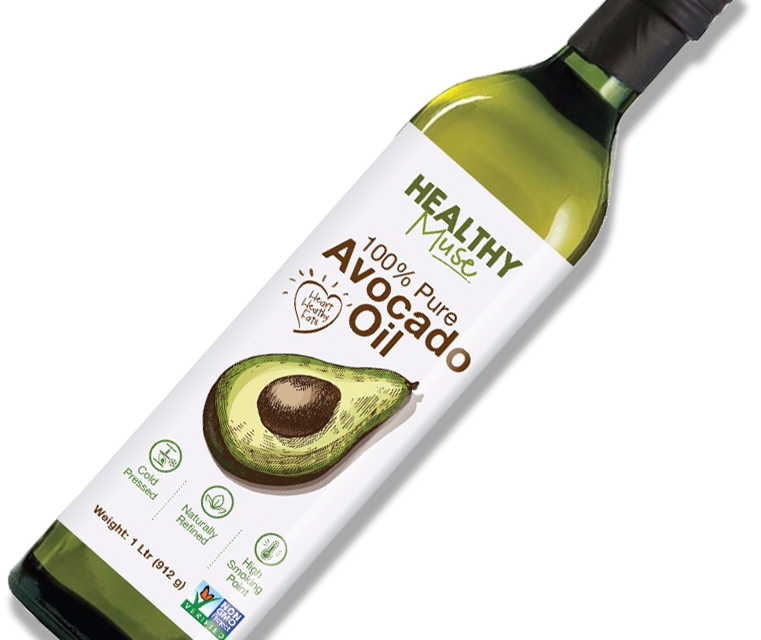 HEALTHY
Muse
100% Pure
Avocado
Oil
Heart
Healthy
Fats
Cold
Pressed
Naturally
Refined
High
Smoking
Point
Weight: 1 Ltr (912 g)
NON
GMO
Project
VERIFIED